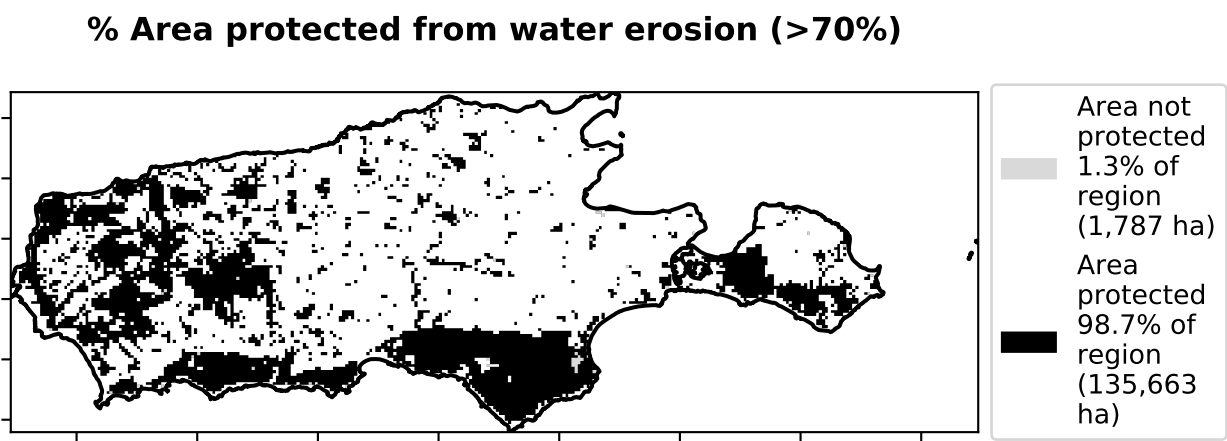 % Area protected from water erosion (>70%)
Area not
protected
1.3% of
region
(1,787 ha)
Area
protected
98.7% of
region
(135,663
ha)